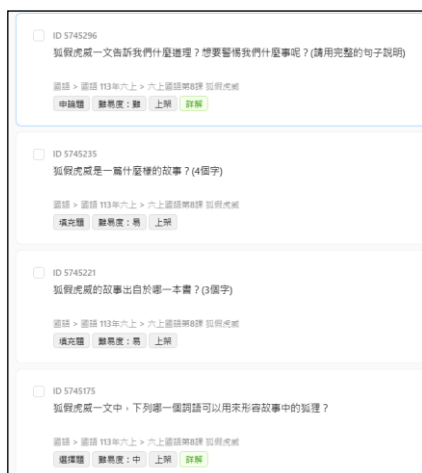 ID 5745296
狐假虎威一文告訴我們什麼道理？想要警惕我們什麼事呢？(請用完整的句子說明)
國語 > 國語 113年六上 > 六上國語第8課 狐假虎威
申論題 難易度：難 上架 詳解
ID 5745235
狐假虎威是一篇什麼樣的故事？(4個字)
國語 > 國語 113年六上 > 六上國語第8課 狐假虎威
填充題 難易度：易 上架
ID 5745221
狐假虎威的故事出自於哪一本書？(3個字)
國語 > 國語 113年六上 > 六上國語第8課 狐假虎威
填充題 難易度：易 上架
ID 5745175
狐假虎威一文中，下列哪一個詞語可以用來形容故事中的狐狸？
國語 > 國語 113年六上 > 六上國語第8課 狐假虎威
選擇題 難易度：中 上架 詳解